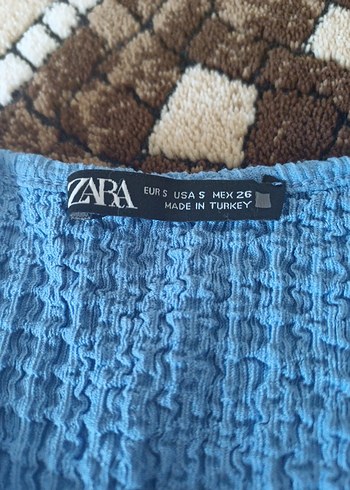 ZARA
EUR S USA S MEX 26
MADE IN TURKEY